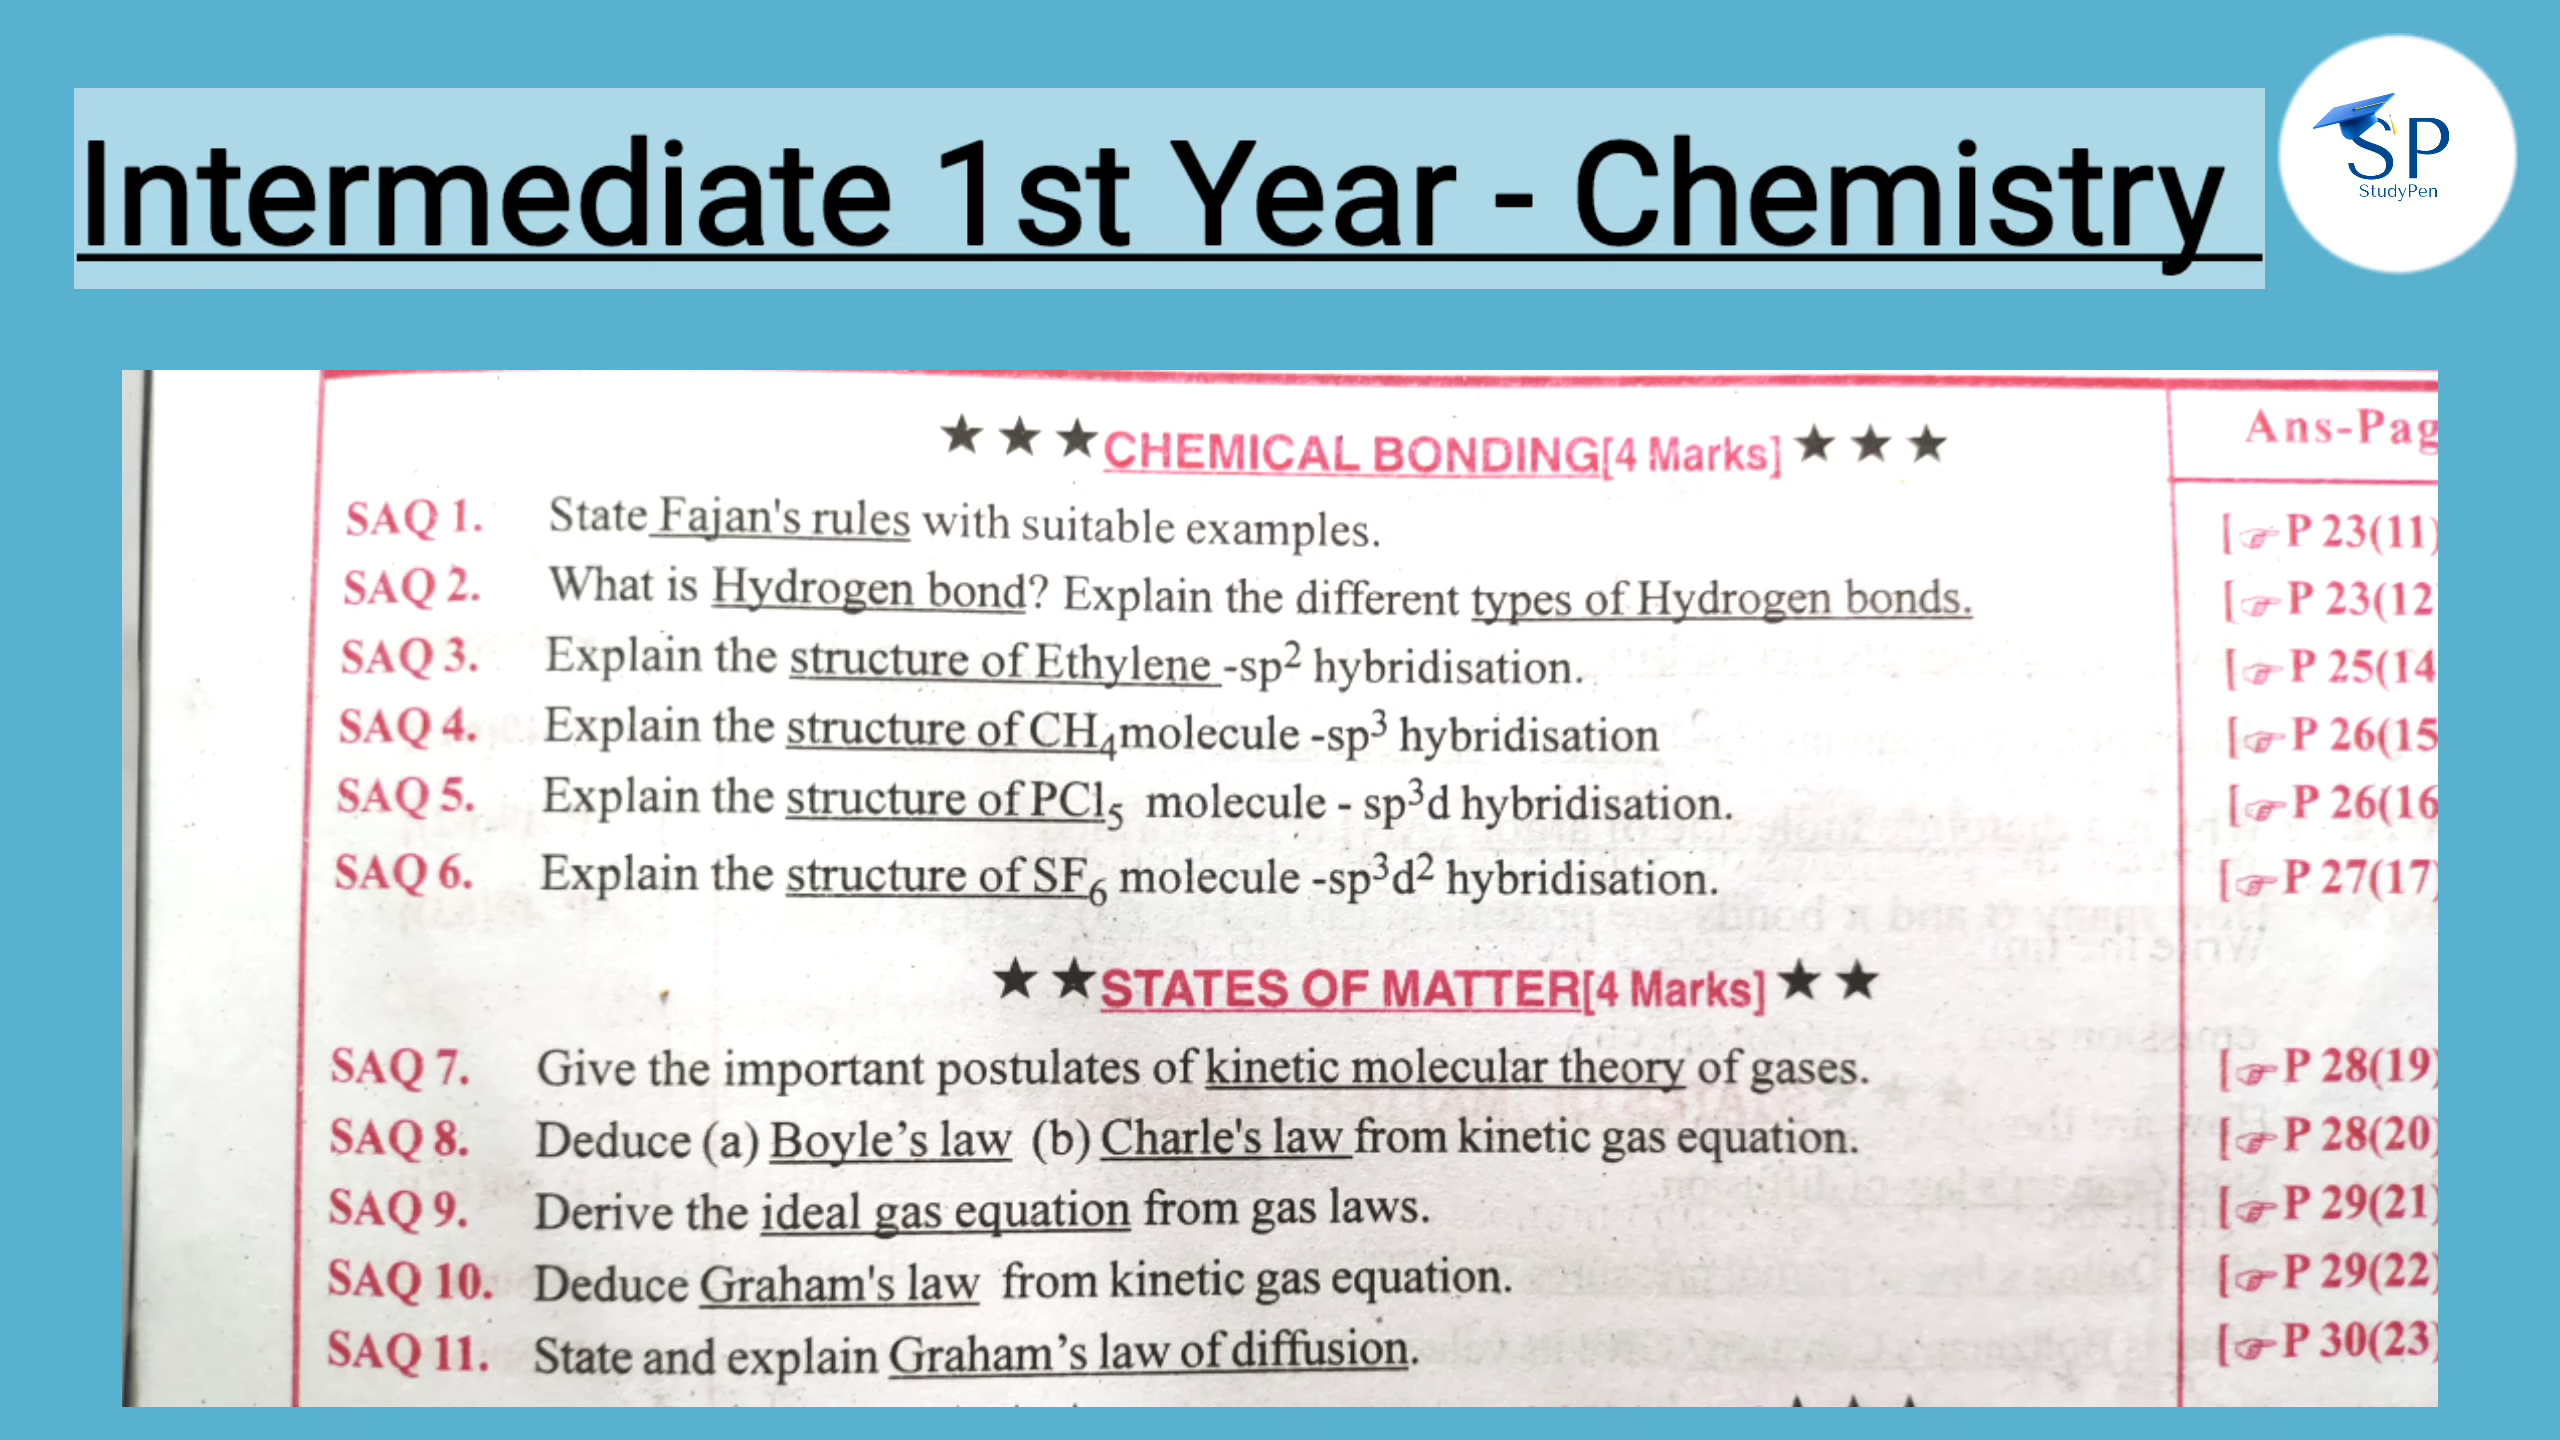 Intermediate 1st Year - Chemistry
SP
StudyPen
★ ★ ★ CHEMICAL BONDING[4 Marks] ★ ★ ★
Ans-Pag
SAQ 1. State Fajan's rules with suitable examples. [☞ P 23(11)
SAQ 2. What is Hydrogen bond? Explain the different types of Hydrogen bonds. [☞ P 23(12
SAQ 3. Explain the structure of Ethylene -sp² hybridisation. [☞ P 25(14
SAQ 4. Explain the structure of CH₄ molecule -sp³ hybridisation [☞ P 26(15
SAQ 5. Explain the structure of PCl₅ molecule - sp³d hybridisation. [☞ P 26(16
SAQ 6. Explain the structure of SF₆ molecule -sp³d² hybridisation. [☞ P 27(17)
★ ★ STATES OF MATTER[4 Marks] ★ ★
SAQ 7. Give the important postulates of kinetic molecular theory of gases. [☞ P 28(19)
SAQ 8. Deduce (a) Boyle’s law (b) Charle's law from kinetic gas equation. [☞ P 28(20)
SAQ 9. Derive the ideal gas equation from gas laws. [☞ P 29(21)
SAQ 10. Deduce Graham's law from kinetic gas equation. [☞ P 29(22)
SAQ 11. State and explain Graham’s law of diffusion. [☞ P 30(23)